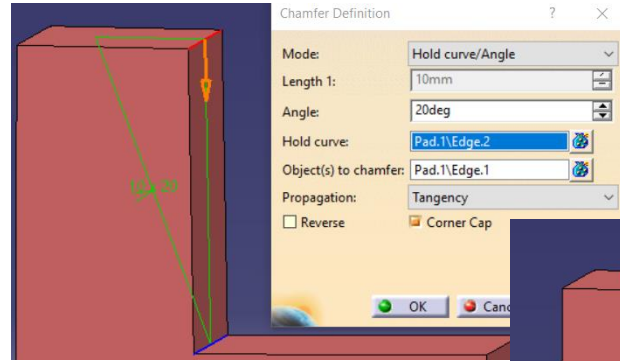 Chamfer Definition
?
Mode: Hold curve/Angle
Length 1: 10mm
Angle: 20deg
Hold curve: Pad.1\Edge.2
Object(s) to chamfer: Pad.1\Edge.1
Propagation: Tangency
Reverse Corner Cap
OK Canc